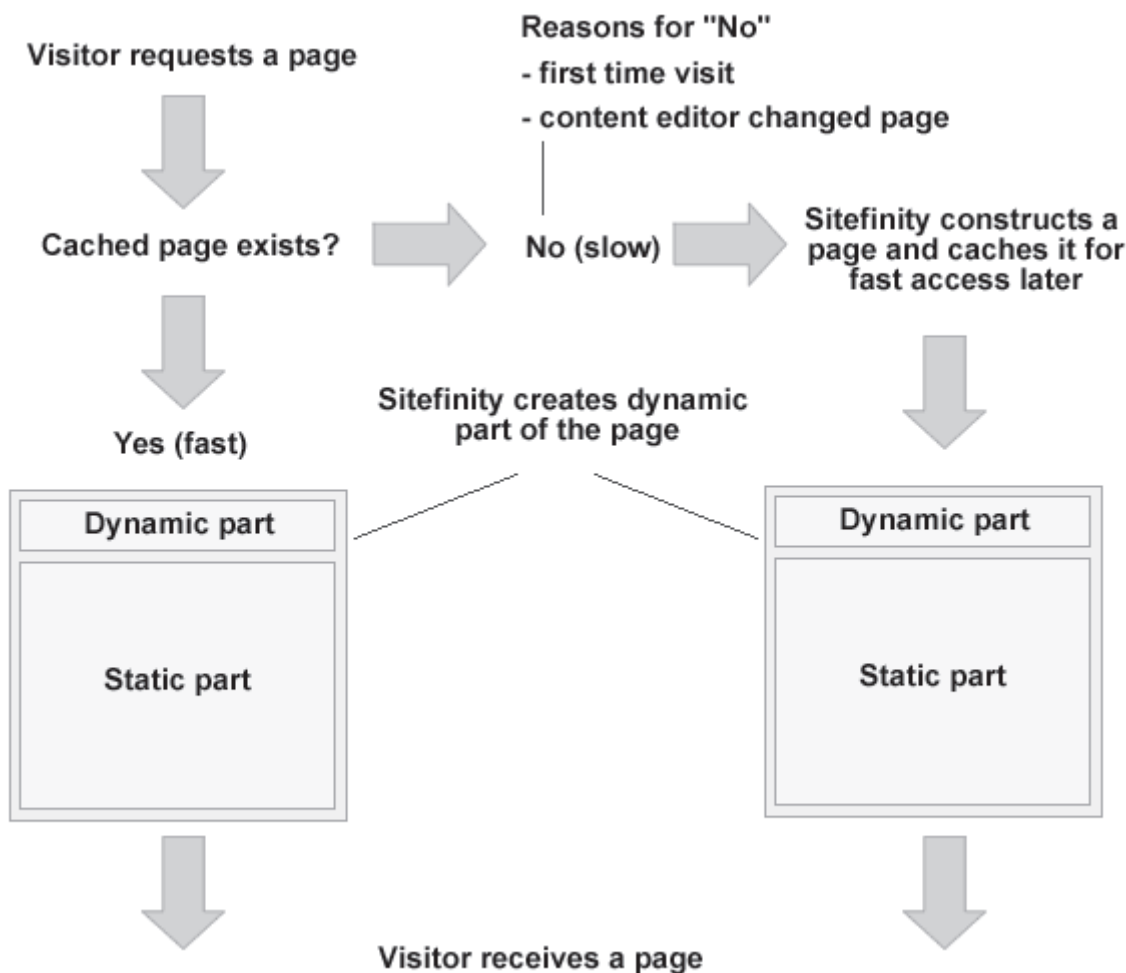 Visitor requests a page
Reasons for "No"
- first time visit
- content editor changed page
Cached page exists?
No (slow)
Sitefinity constructs a
page and caches it for
fast access later
Yes (fast)
Sitefinity creates dynamic
part of the page
Dynamic part
Static part
Dynamic part
Static part
Visitor receives a page